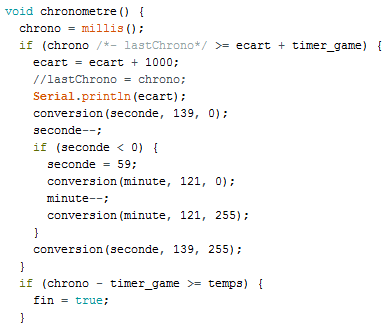 void chronometre() {
  chrono = millis();
  if (chrono /*- lastChrono*/ >= ecart + timer_game) {
    ecart = ecart + 1000;
    //lastChrono = chrono;
    Serial.println(ecart);
    conversion(seconde, 139, 0);
    seconde--;
    if (seconde < 0) {
      seconde = 59;
      conversion(minute, 121, 0);
      minute--;
      conversion(minute, 121, 255);
    }
    conversion(seconde, 139, 255);
  }
  if (chrono - timer_game >= temps) {
    fin = true;
  }